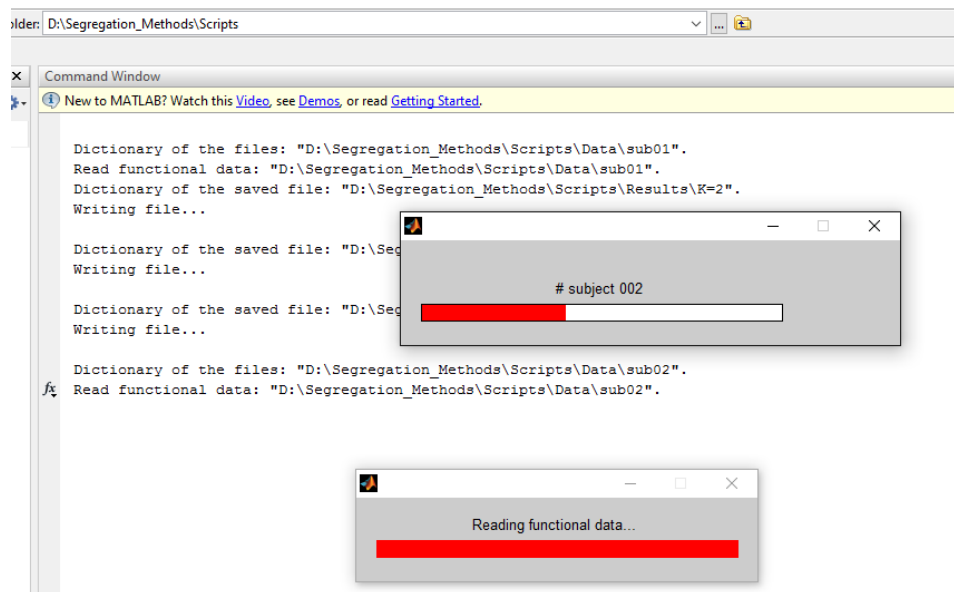 older: D:\Segregation_Methods\Scripts
...
Command Window
New to MATLAB? Watch this Video, see Demos, or read Getting Started.
Dictionary of the files: "D:\Segregation_Methods\Scripts\Data\sub01".
Read functional data: "D:\Segregation_Methods\Scripts\Data\sub01".
Dictionary of the saved file: "D:\Segregation_Methods\Scripts\Results\K=2".
Writing file...
Dictionary of the saved file: "D:\Seg
Writing file...
# subject 002
Dictionary of the saved file: "D:\Seg
Writing file...
Dictionary of the files: "D:\Segregation_Methods\Scripts\Data\sub02".
fx Read functional data: "D:\Segregation_Methods\Scripts\Data\sub02".
Reading functional data...